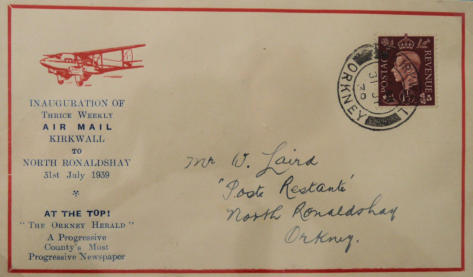 INAUGURATION OF
THRICE WEEKLY
AIR MAIL
KIRKWALL
TO
NORTH RONALDSHAY
31st July 1939
AT THE TOP!
"THE ORKNEY HERALD"
A Progressive
County's Most
Progressive Newspaper
POSTAGE
REVENUE
ORKNEY
Mr W. Laird
'Poste Restante'
North Ronaldshay
Orkney.